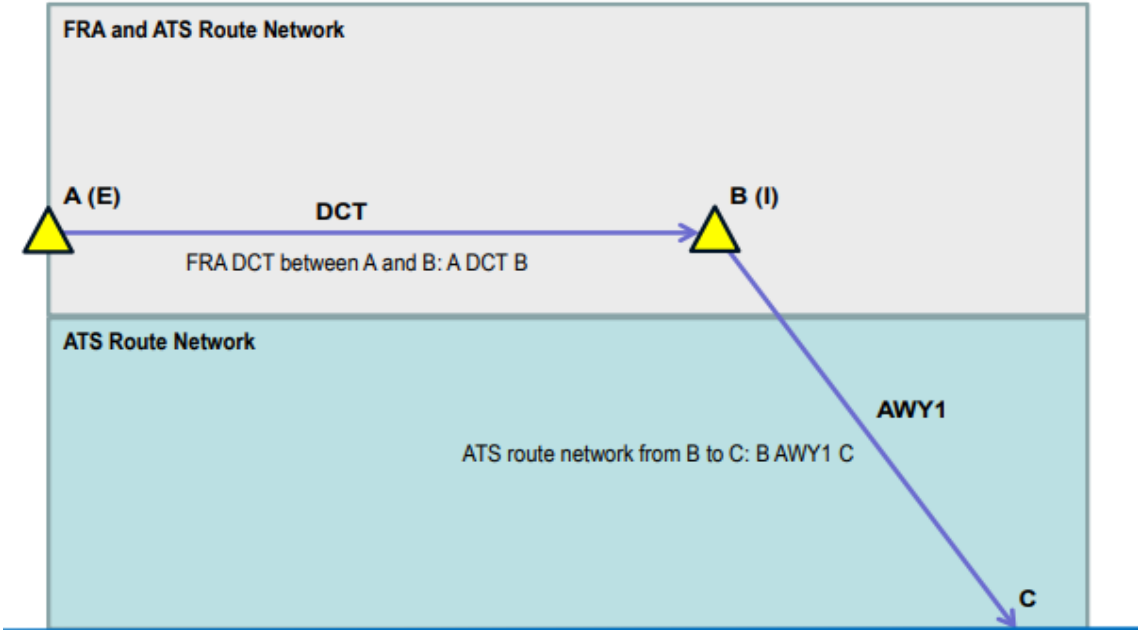 FRA and ATS Route Network
A (E)
DCT
B (I)
FRA DCT between A and B: A DCT B
ATS Route Network
AWY1
ATS route network from B to C: B AWY1 C
C